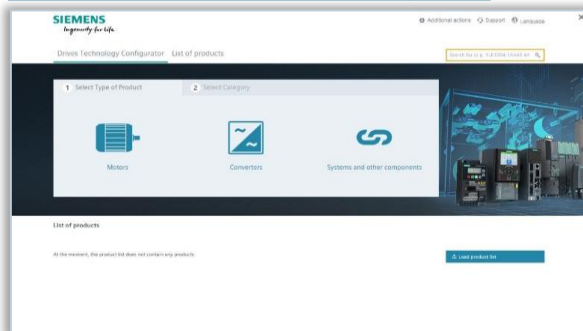 SIEMENS
Ingenuity for life
Additional actions Support Language
Drives Technology Configurator List of products
1 Select Type of Product 2 Select Category
Motors Converters Systems and other components
List of products
At the moment, the product list does not contain any products.
Load product list